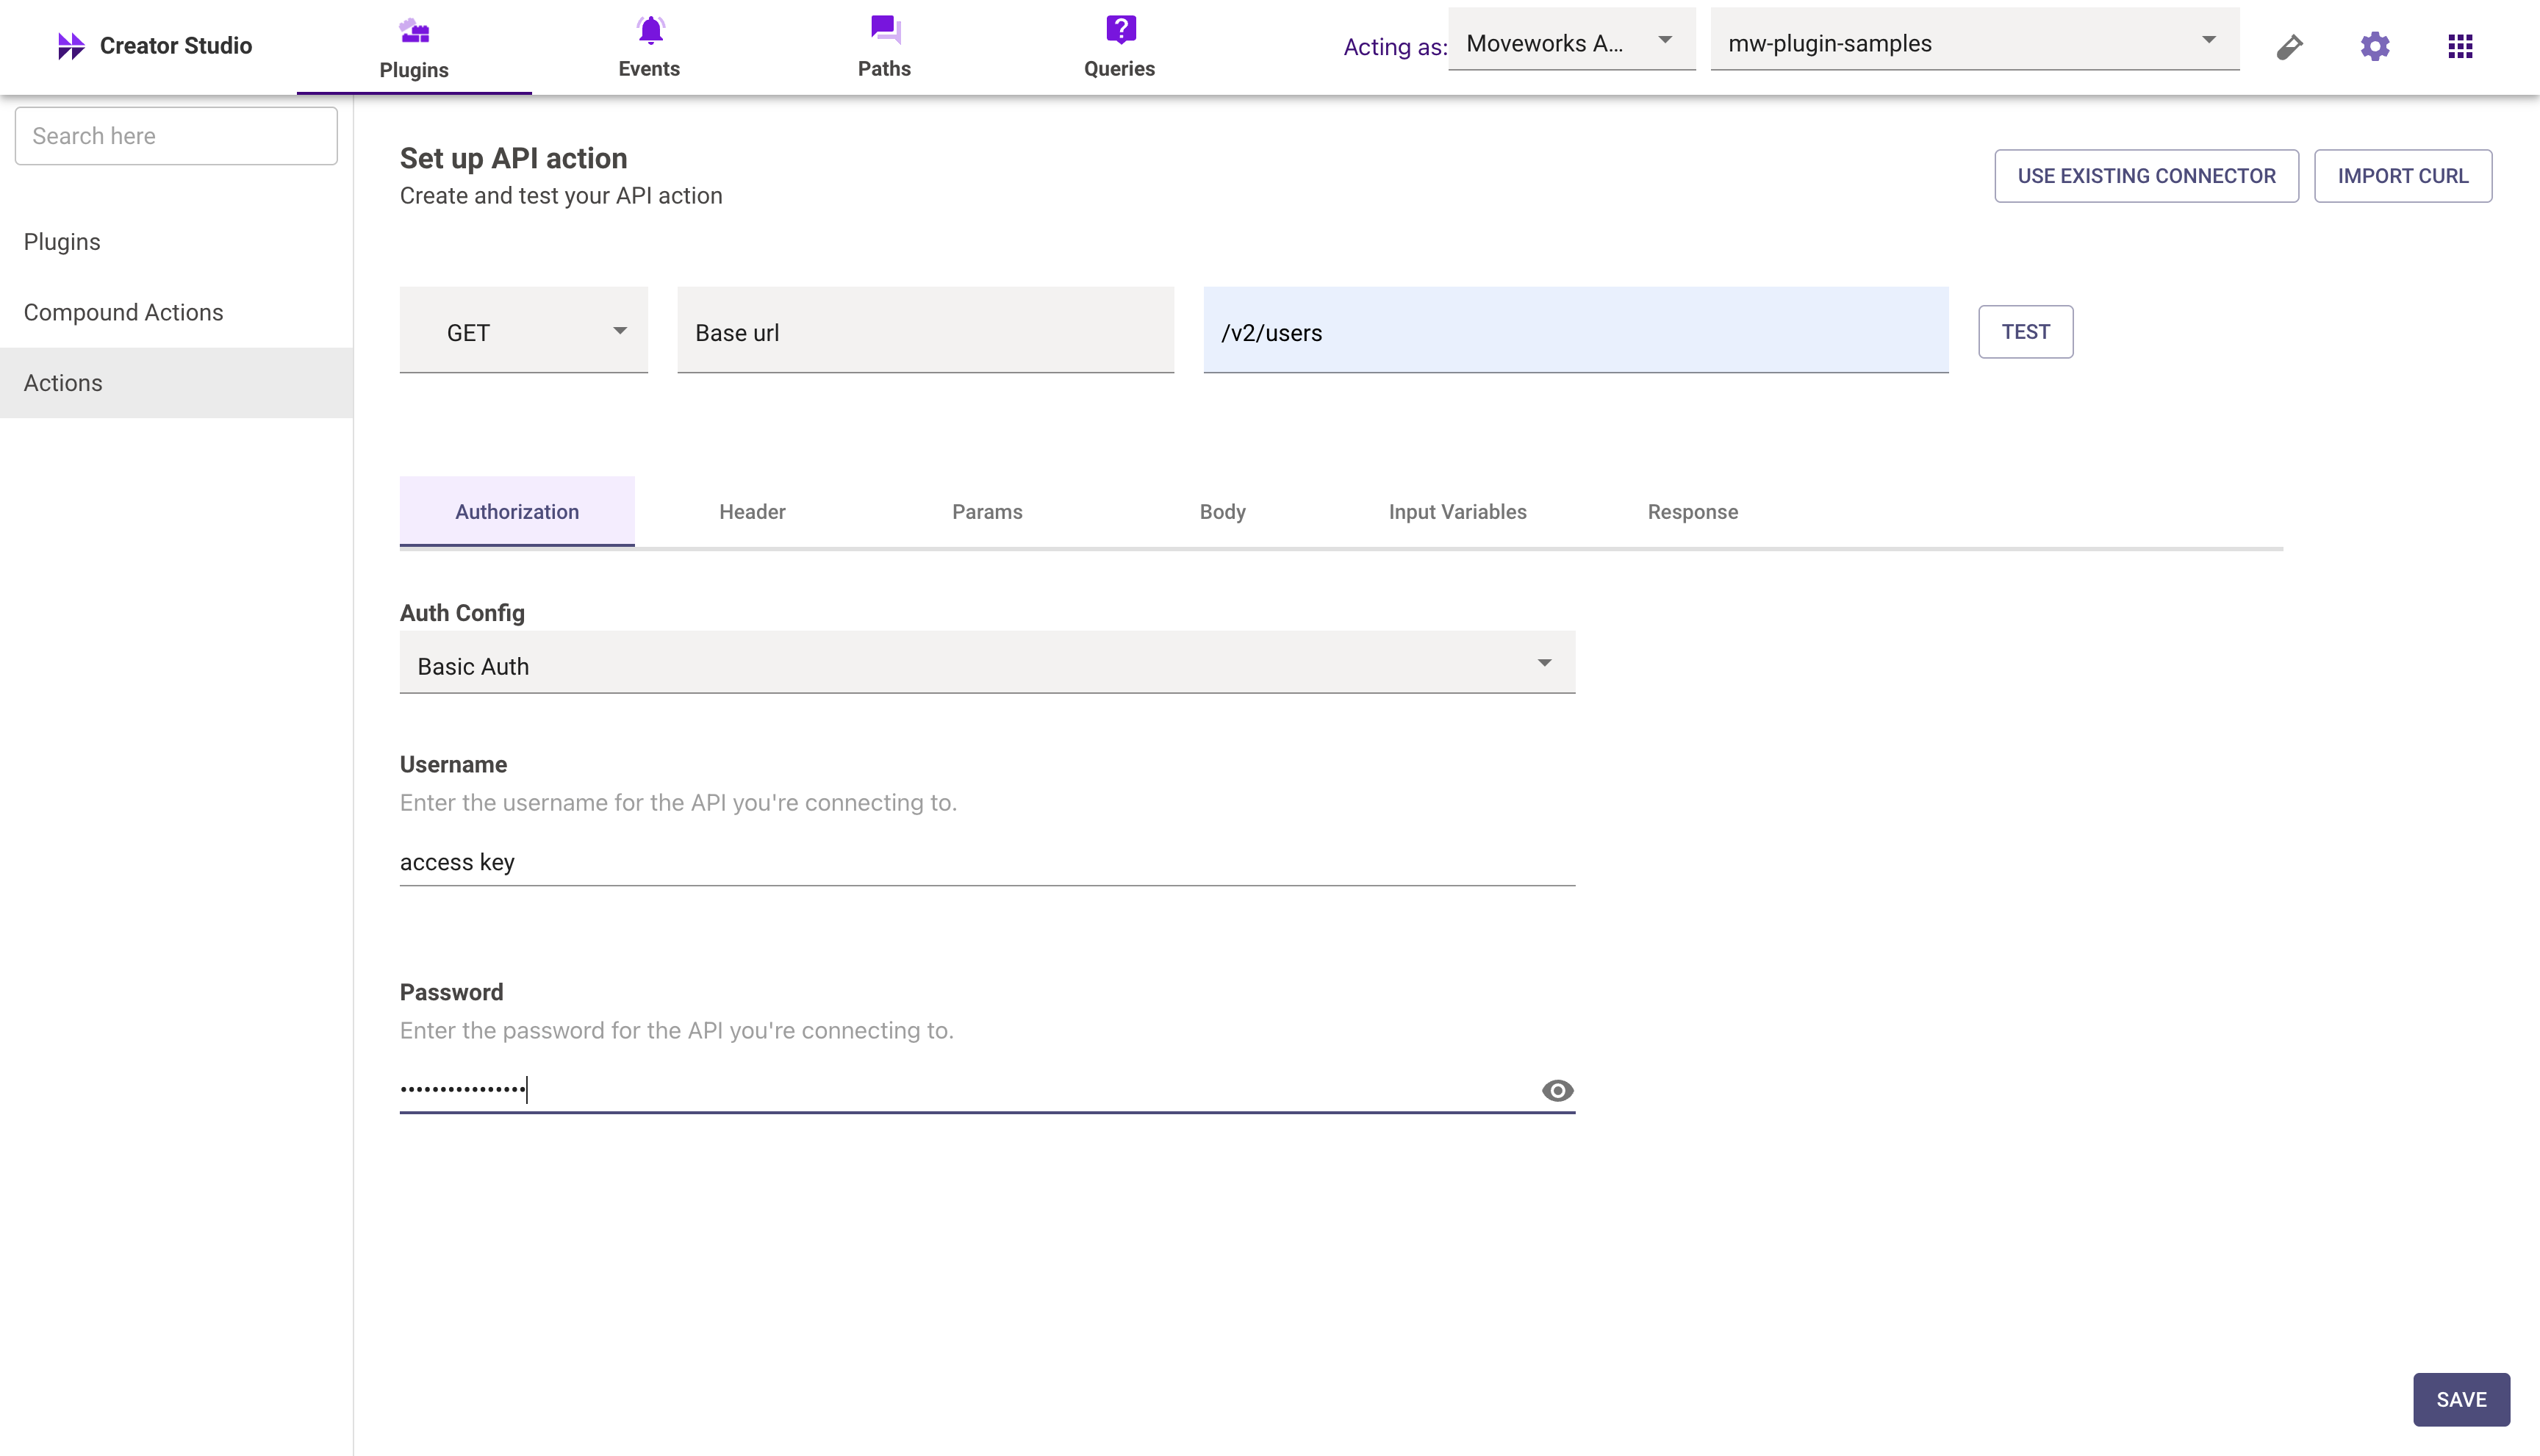 Creator Studio
Plugins
Events
Paths
Queries
Acting as:
Moveworks A...
mw-plugin-samples
Search here
Plugins
Compound Actions
Actions
Set up API action
Create and test your API action
USE EXISTING CONNECTOR
IMPORT CURL
GET
Base url
/v2/users
TEST
Authorization
Header
Params
Body
Input Variables
Response
Auth Config
Basic Auth
Username
Enter the username for the API you're connecting to.
access key
Password
Enter the password for the API you're connecting to.
••••••••••••••••
SAVE